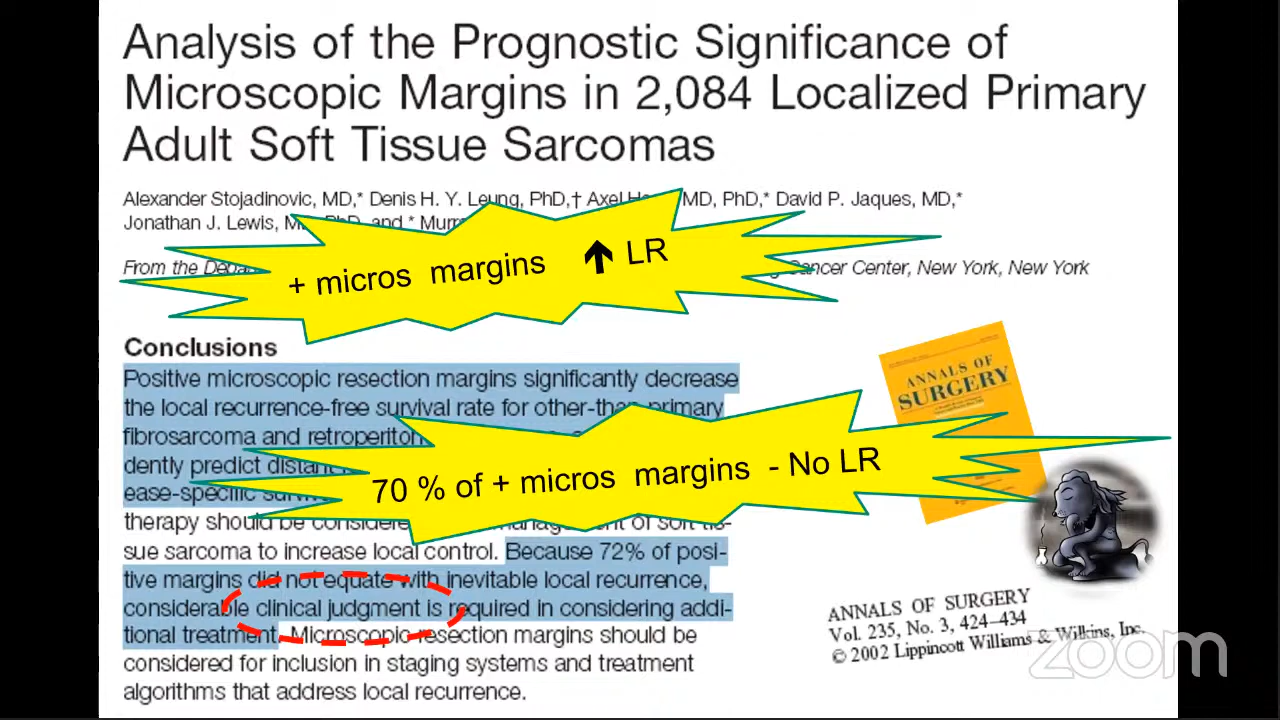 Analysis of the Prognostic Significance of
Microscopic Margins in 2,084 Localized Primary
Adult Soft Tissue Sarcomas
Alexander Stojadinovic, MD,* Denis H. Y. Leung, PhD,† Axel MD, PhD,* David P. Jaques, MD,*
Jonathan J. Lewis, PhD, and *
From the Cancer Center, New York, New York
+ micros margins ↑ LR
Conclusions
Positive microscopic resection margins significantly decrease
the local recurrence-free survival rate for other-than primary
fibrosarcoma and
dently predict distant
ease-specific
therapy should be of soft tis-
sue sarcoma to increase local control. Because 72% of posi-
tive margins did not equate with inevitable local recurrence,
considerable clinical judgment is required in considering addi-
tional treatment. Microscopic resection margins should be
considered for inclusion in staging systems and treatment
algorithms that address local recurrence.
70 % of + micros margins - No LR
ANNALS OF
SURGERY
ANNALS OF SURGERY
Vol. 235, No. 3, 424–434
© 2002 Lippincott Williams & Wilkins, Inc.
zoom